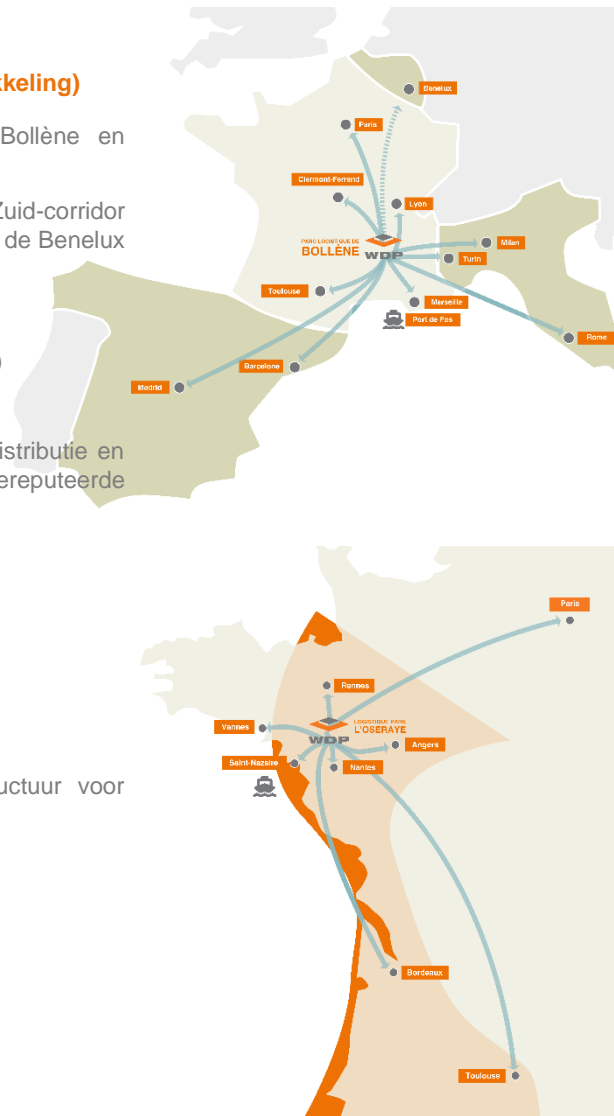 kkeling)
Bollène en
Zuid-corridor
de Benelux
)
istributie en
ereputeerde
Benelux
Paris
Clermont-Ferrand
Lyon
PARC LOGISTIQUE DE
BOLLÈNE
WDP
Milan
Turin
Toulouse
Marseille
Port de Fos
Rome
Barcelone
Madrid
uctuur voor
Paris
Rennes
Vannes
LOGISTIQUE PARK
L'OSERAYE
WDP
Angers
Saint-Nazaire
Nantes
Bordeaux
Toulouse